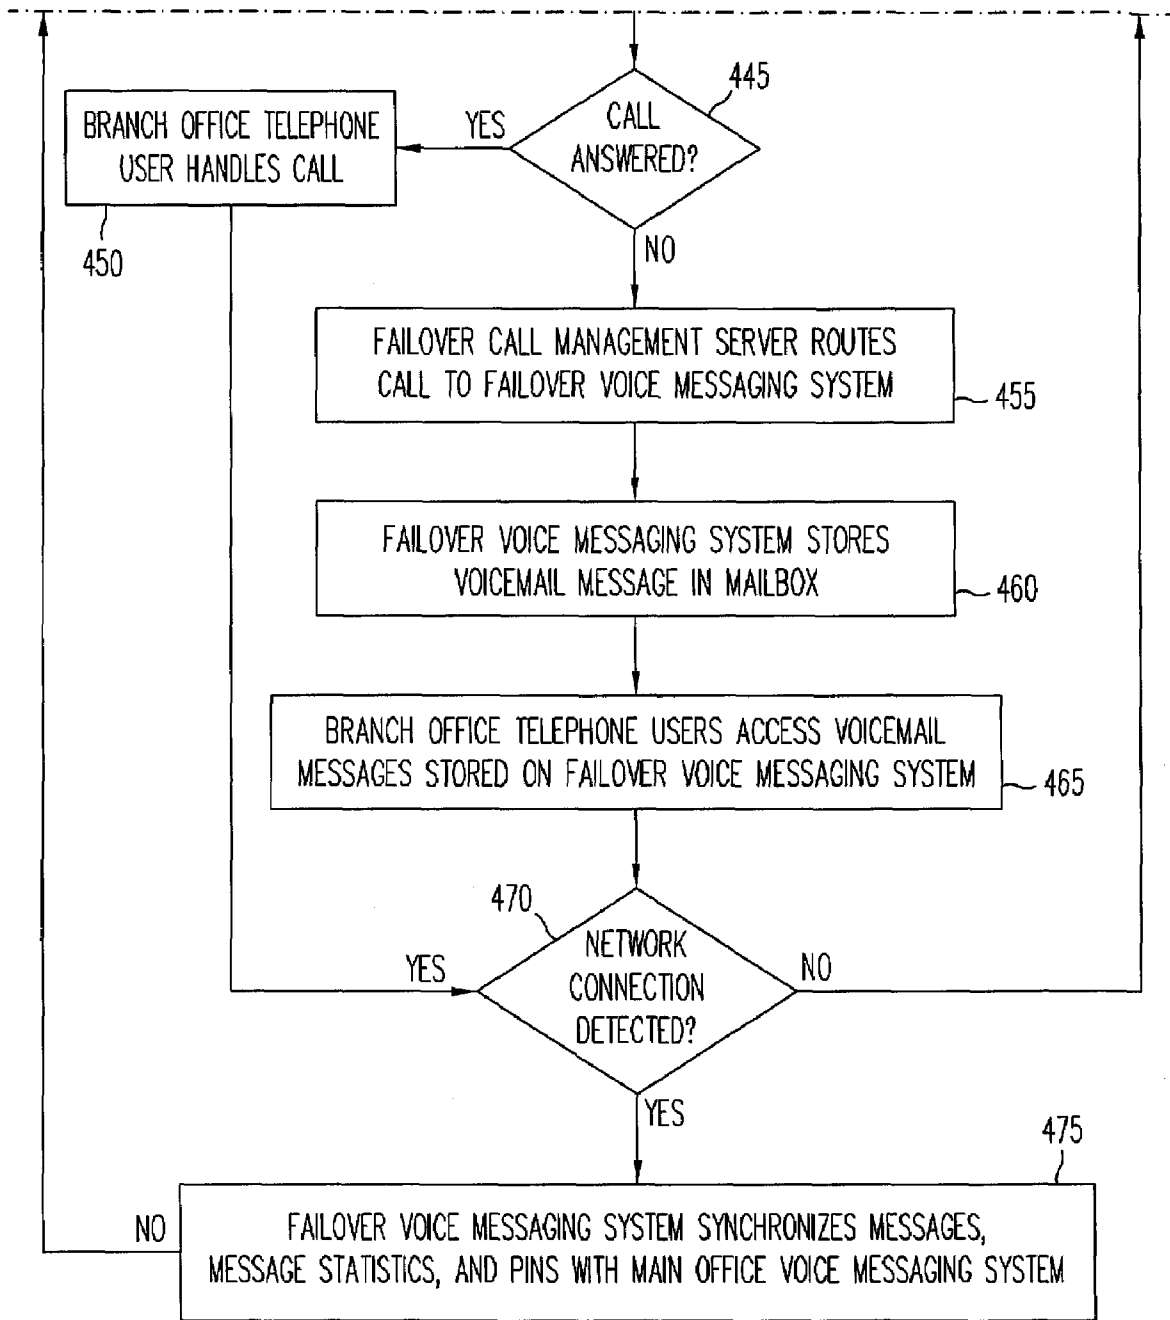 445
CALL
ANSWERED?
YES
BRANCH OFFICE TELEPHONE
USER HANDLES CALL
450
NO
FAILOVER CALL MANAGEMENT SERVER ROUTES
CALL TO FAILOVER VOICE MESSAGING SYSTEM
455
FAILOVER VOICE MESSAGING SYSTEM STORES
VOICEMAIL MESSAGE IN MAILBOX
460
BRANCH OFFICE TELEPHONE USERS ACCESS VOICEMAIL
MESSAGES STORED ON FAILOVER VOICE MESSAGING SYSTEM
465
470
NETWORK
CONNECTION
DETECTED?
YES
NO
YES
475
NO
FAILOVER VOICE MESSAGING SYSTEM SYNCHRONIZES MESSAGES,
MESSAGE STATISTICS, AND PINS WITH MAIN OFFICE VOICE MESSAGING SYSTEM